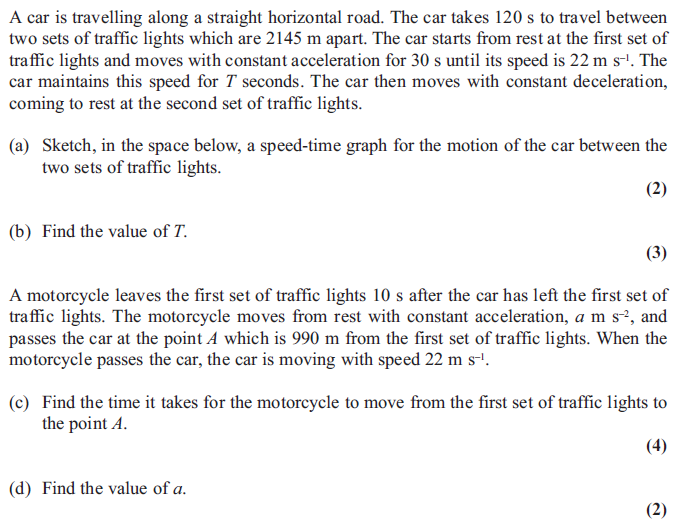 A car is travelling along a straight horizontal road. The car takes 120 s to travel between
two sets of traffic lights which are 2145 m apart. The car starts from rest at the first set of
traffic lights and moves with constant acceleration for 30 s until its speed is 22 m s⁻¹. The
car maintains this speed for T seconds. The car then moves with constant deceleration,
coming to rest at the second set of traffic lights.
(a) Sketch, in the space below, a speed-time graph for the motion of the car between the
two sets of traffic lights.
(2)
(b) Find the value of T.
(3)
A motorcycle leaves the first set of traffic lights 10 s after the car has left the first set of
traffic lights. The motorcycle moves from rest with constant acceleration, a m s⁻², and
passes the car at the point A which is 990 m from the first set of traffic lights. When the
motorcycle passes the car, the car is moving with speed 22 m s⁻¹.
(c) Find the time it takes for the motorcycle to move from the first set of traffic lights to
the point A.
(4)
(d) Find the value of a.
(2)